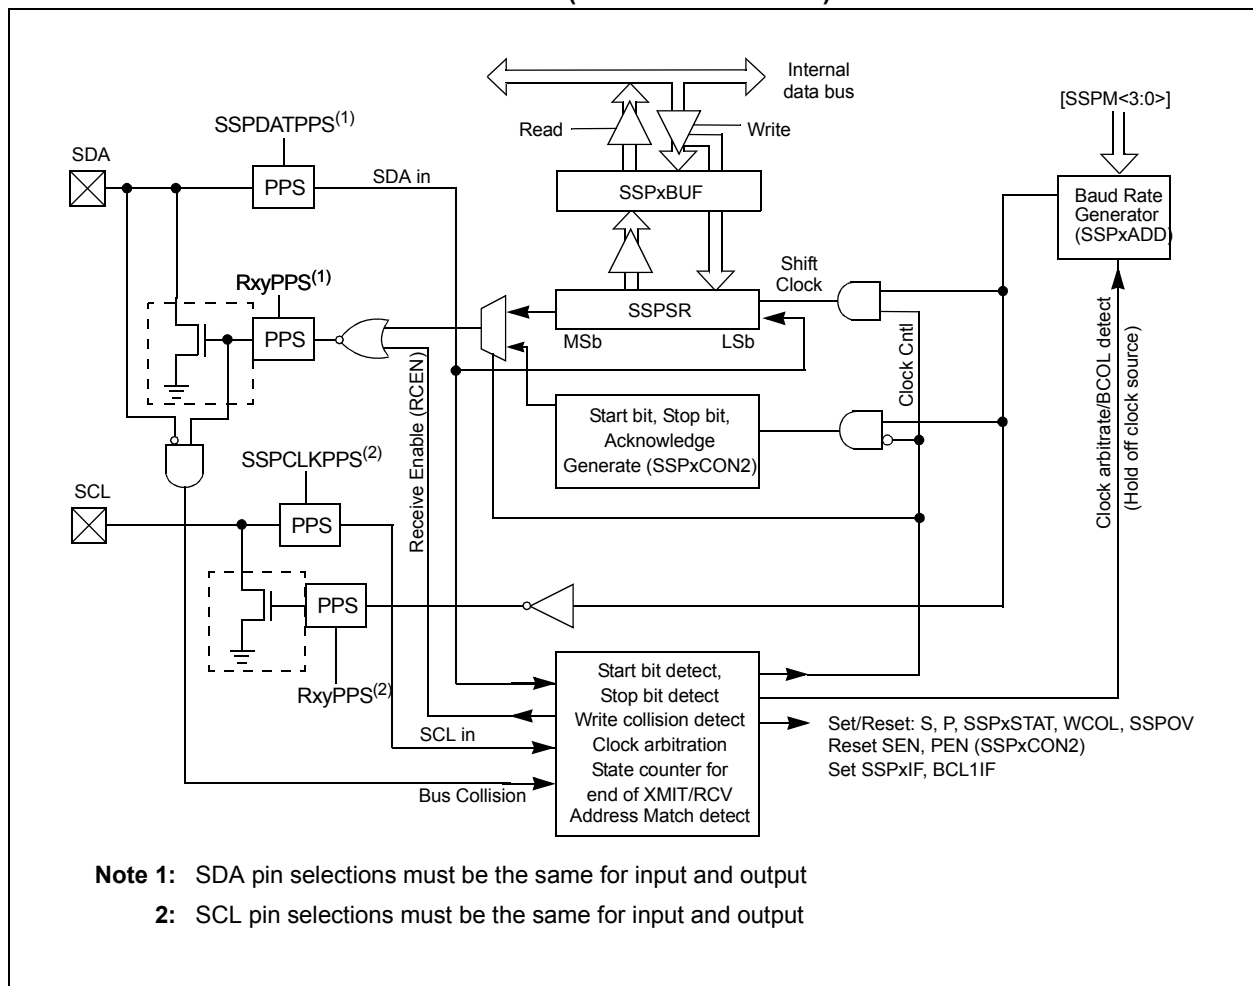 Internal
data bus
[SSPM<3:0>]
SSPDATPPS(1)
Read
Write
SDA
PPS
SDA in
SSPxBUF
Baud Rate
Generator
(SSPxADD)
RxyPPS(1)
Shift
Clock
PPS
SSPSR
MSb
LSb
Receive Enable (RCEN)
Clock Cntl
Clock arbitrate/BCOL detect
(Hold off clock source)
Start bit, Stop bit,
Acknowledge
Generate (SSPxCON2)
SSPCLKPPS(2)
SCL
PPS
PPS
RxyPPS(2)
SCL in
Bus Collision
Start bit detect,
Stop bit detect
Write collision detect
Clock arbitration
State counter for
end of XMIT/RCV
Address Match detect
Set/Reset: S, P, SSPxSTAT, WCOL, SSPOV
Reset SEN, PEN (SSPxCON2)
Set SSPxIF, BCL1IF
Note 1: SDA pin selections must be the same for input and output
2: SCL pin selections must be the same for input and output